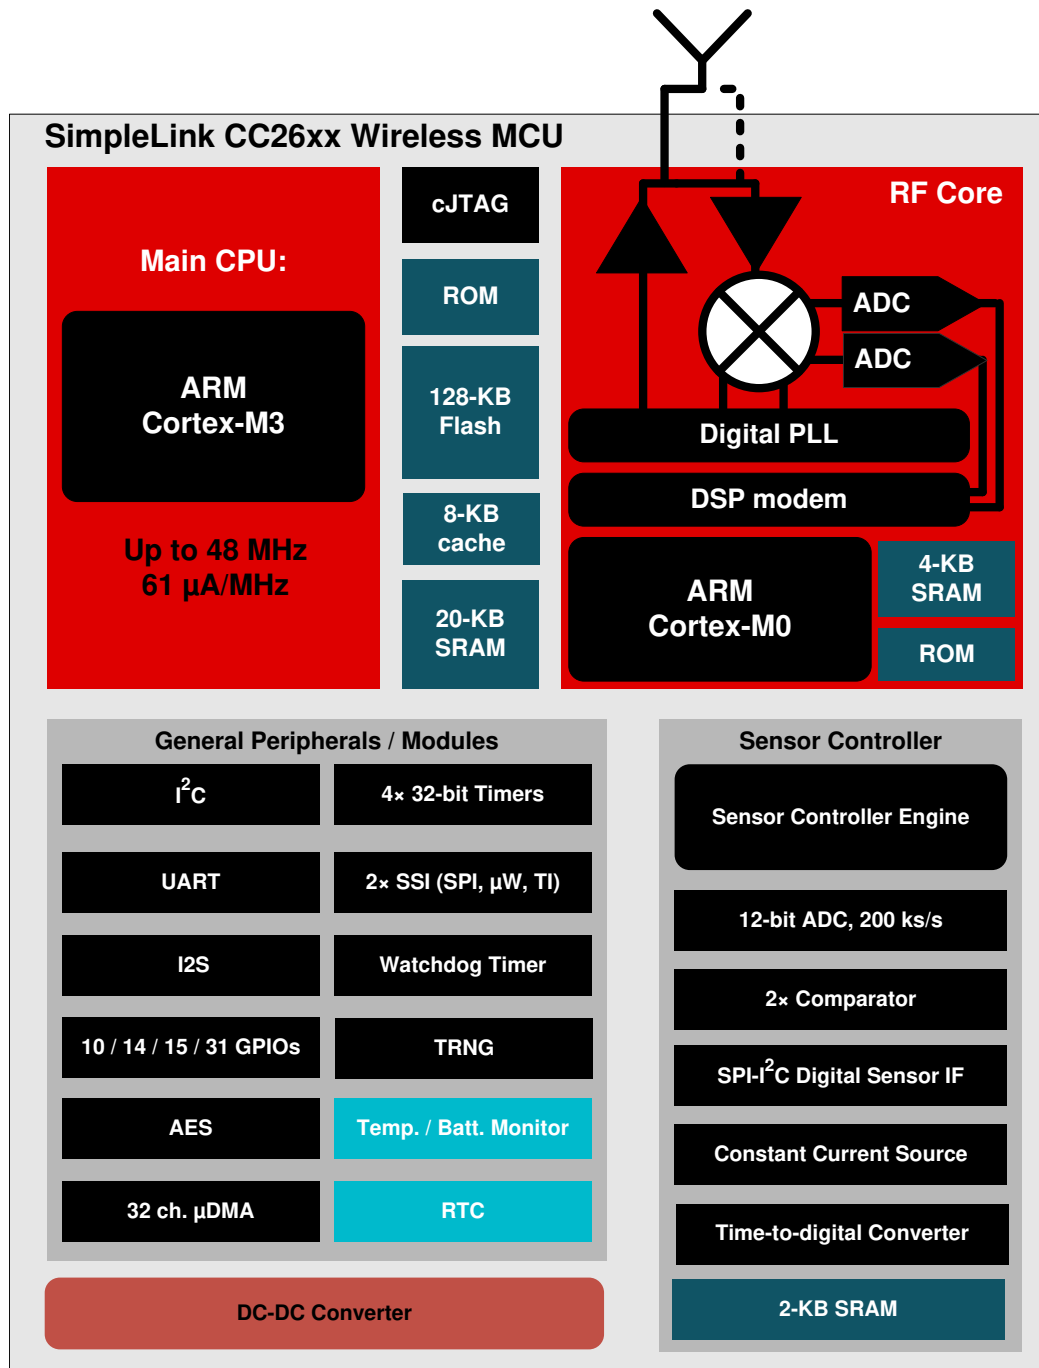 SimpleLink CC26xx Wireless MCU
Main CPU:
ARM
Cortex-M3
Up to 48 MHz
61 µA/MHz
cJTAG
ROM
128-KB
Flash
8-KB
cache
20-KB
SRAM
RF Core
ADC
ADC
Digital PLL
DSP modem
ARM
Cortex-M0
4-KB
SRAM
ROM
General Peripherals / Modules
I²C
4× 32-bit Timers
UART
2× SSI (SPI, µW, TI)
I2S
Watchdog Timer
10 / 14 / 15 / 31 GPIOs
TRNG
AES
Temp. / Batt. Monitor
32 ch. µDMA
RTC
DC-DC Converter
Sensor Controller
Sensor Controller Engine
12-bit ADC, 200 ks/s
2× Comparator
SPI-I²C Digital Sensor IF
Constant Current Source
Time-to-digital Converter
2-KB SRAM